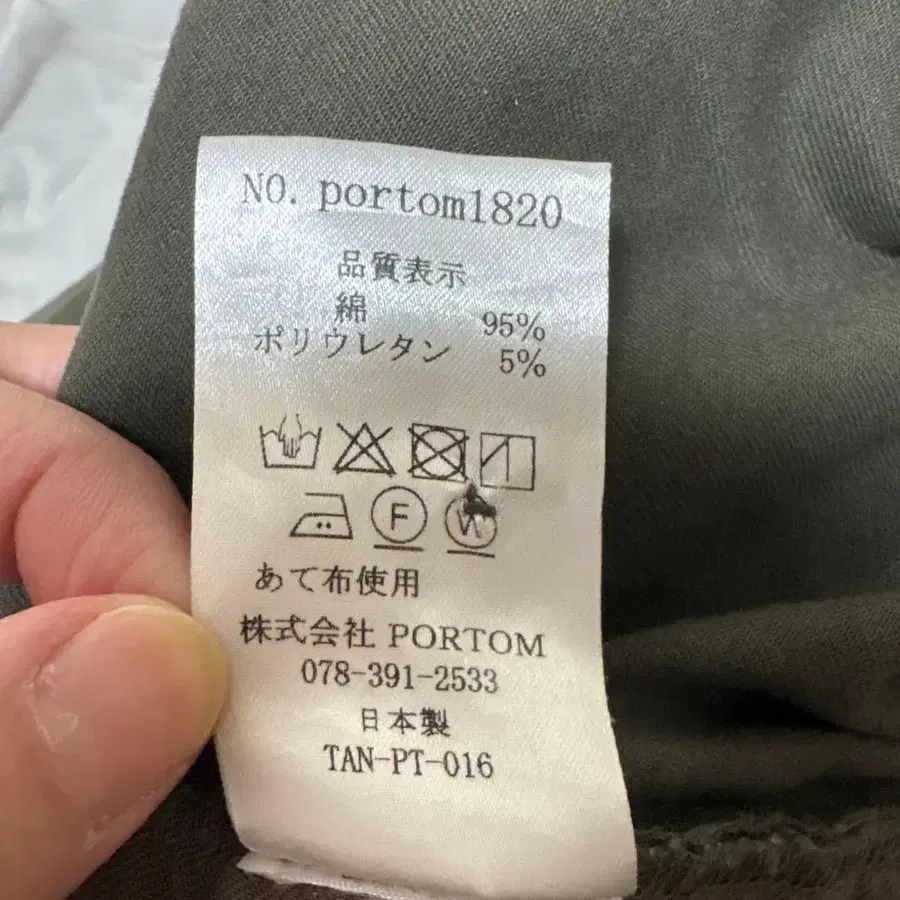 NO. portom1820
品質表示
綿 95%
ポリウレタン 5%
F W
あて布使用
株式会社 PORTOM
078-391-2533
日本製
TAN-PT-016